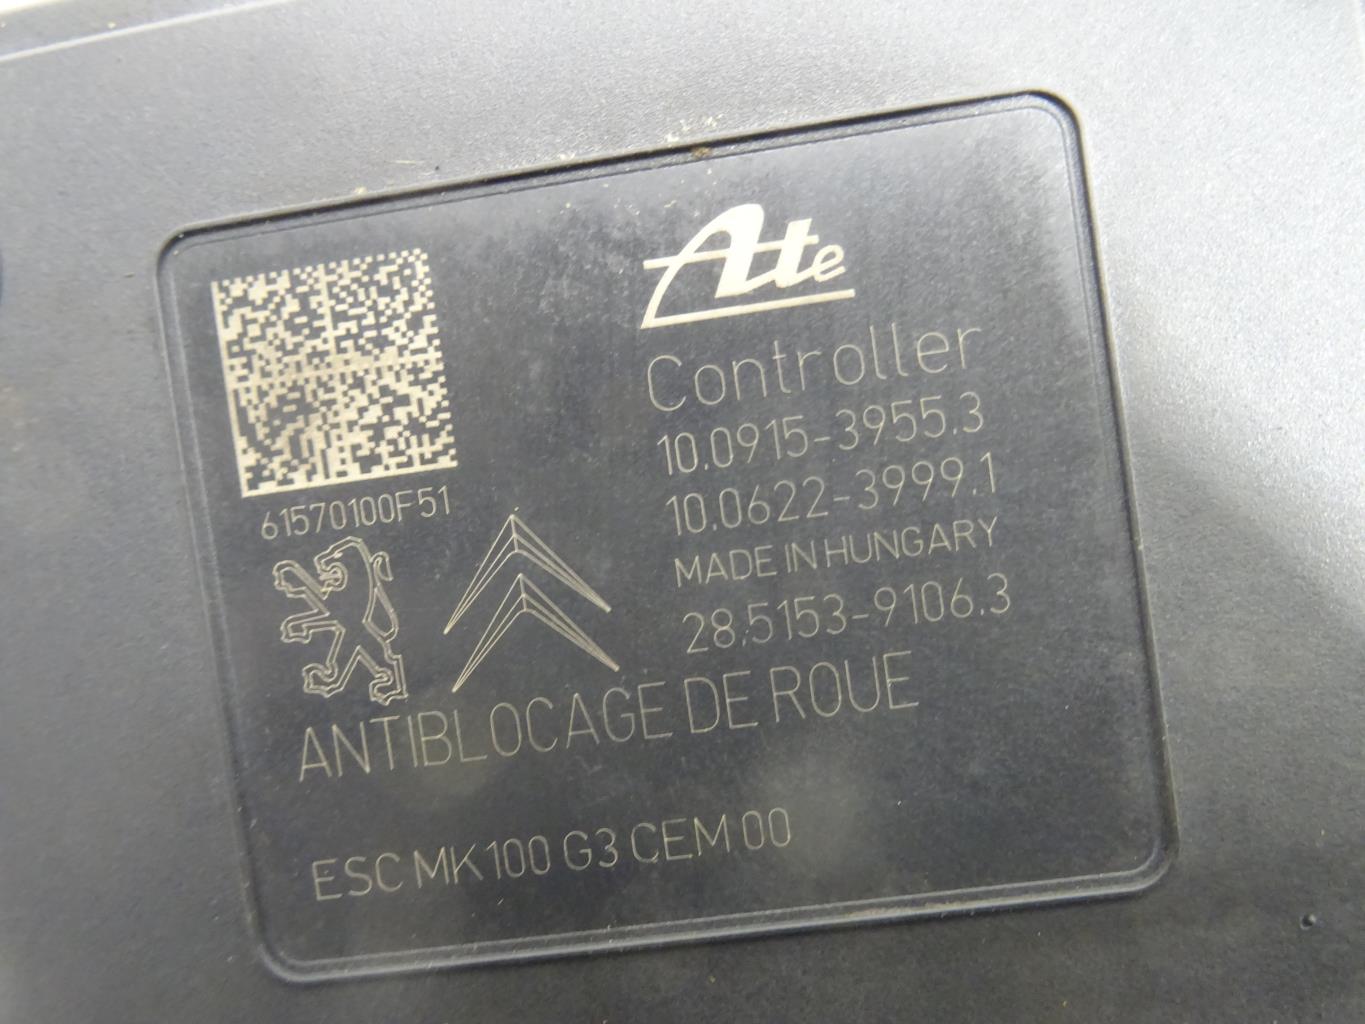 Ate
Controller
10.0915-3955.3
10.0622-3999.1
MADE IN HUNGARY
28.5153-9106.3
61570100F51
ANTIBLOCAGE DE ROUE
ESC MK100 G3 CEM 00